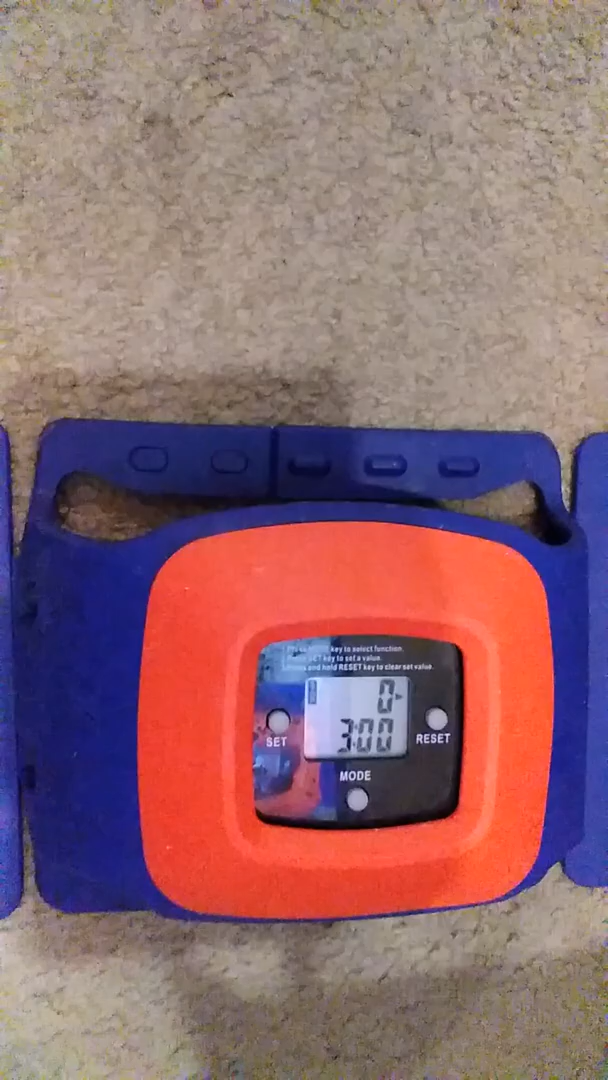 key to select function.
SET key to set a value.
and hold RESET key to clear set value.
0
3:00
SET
RESET
MODE